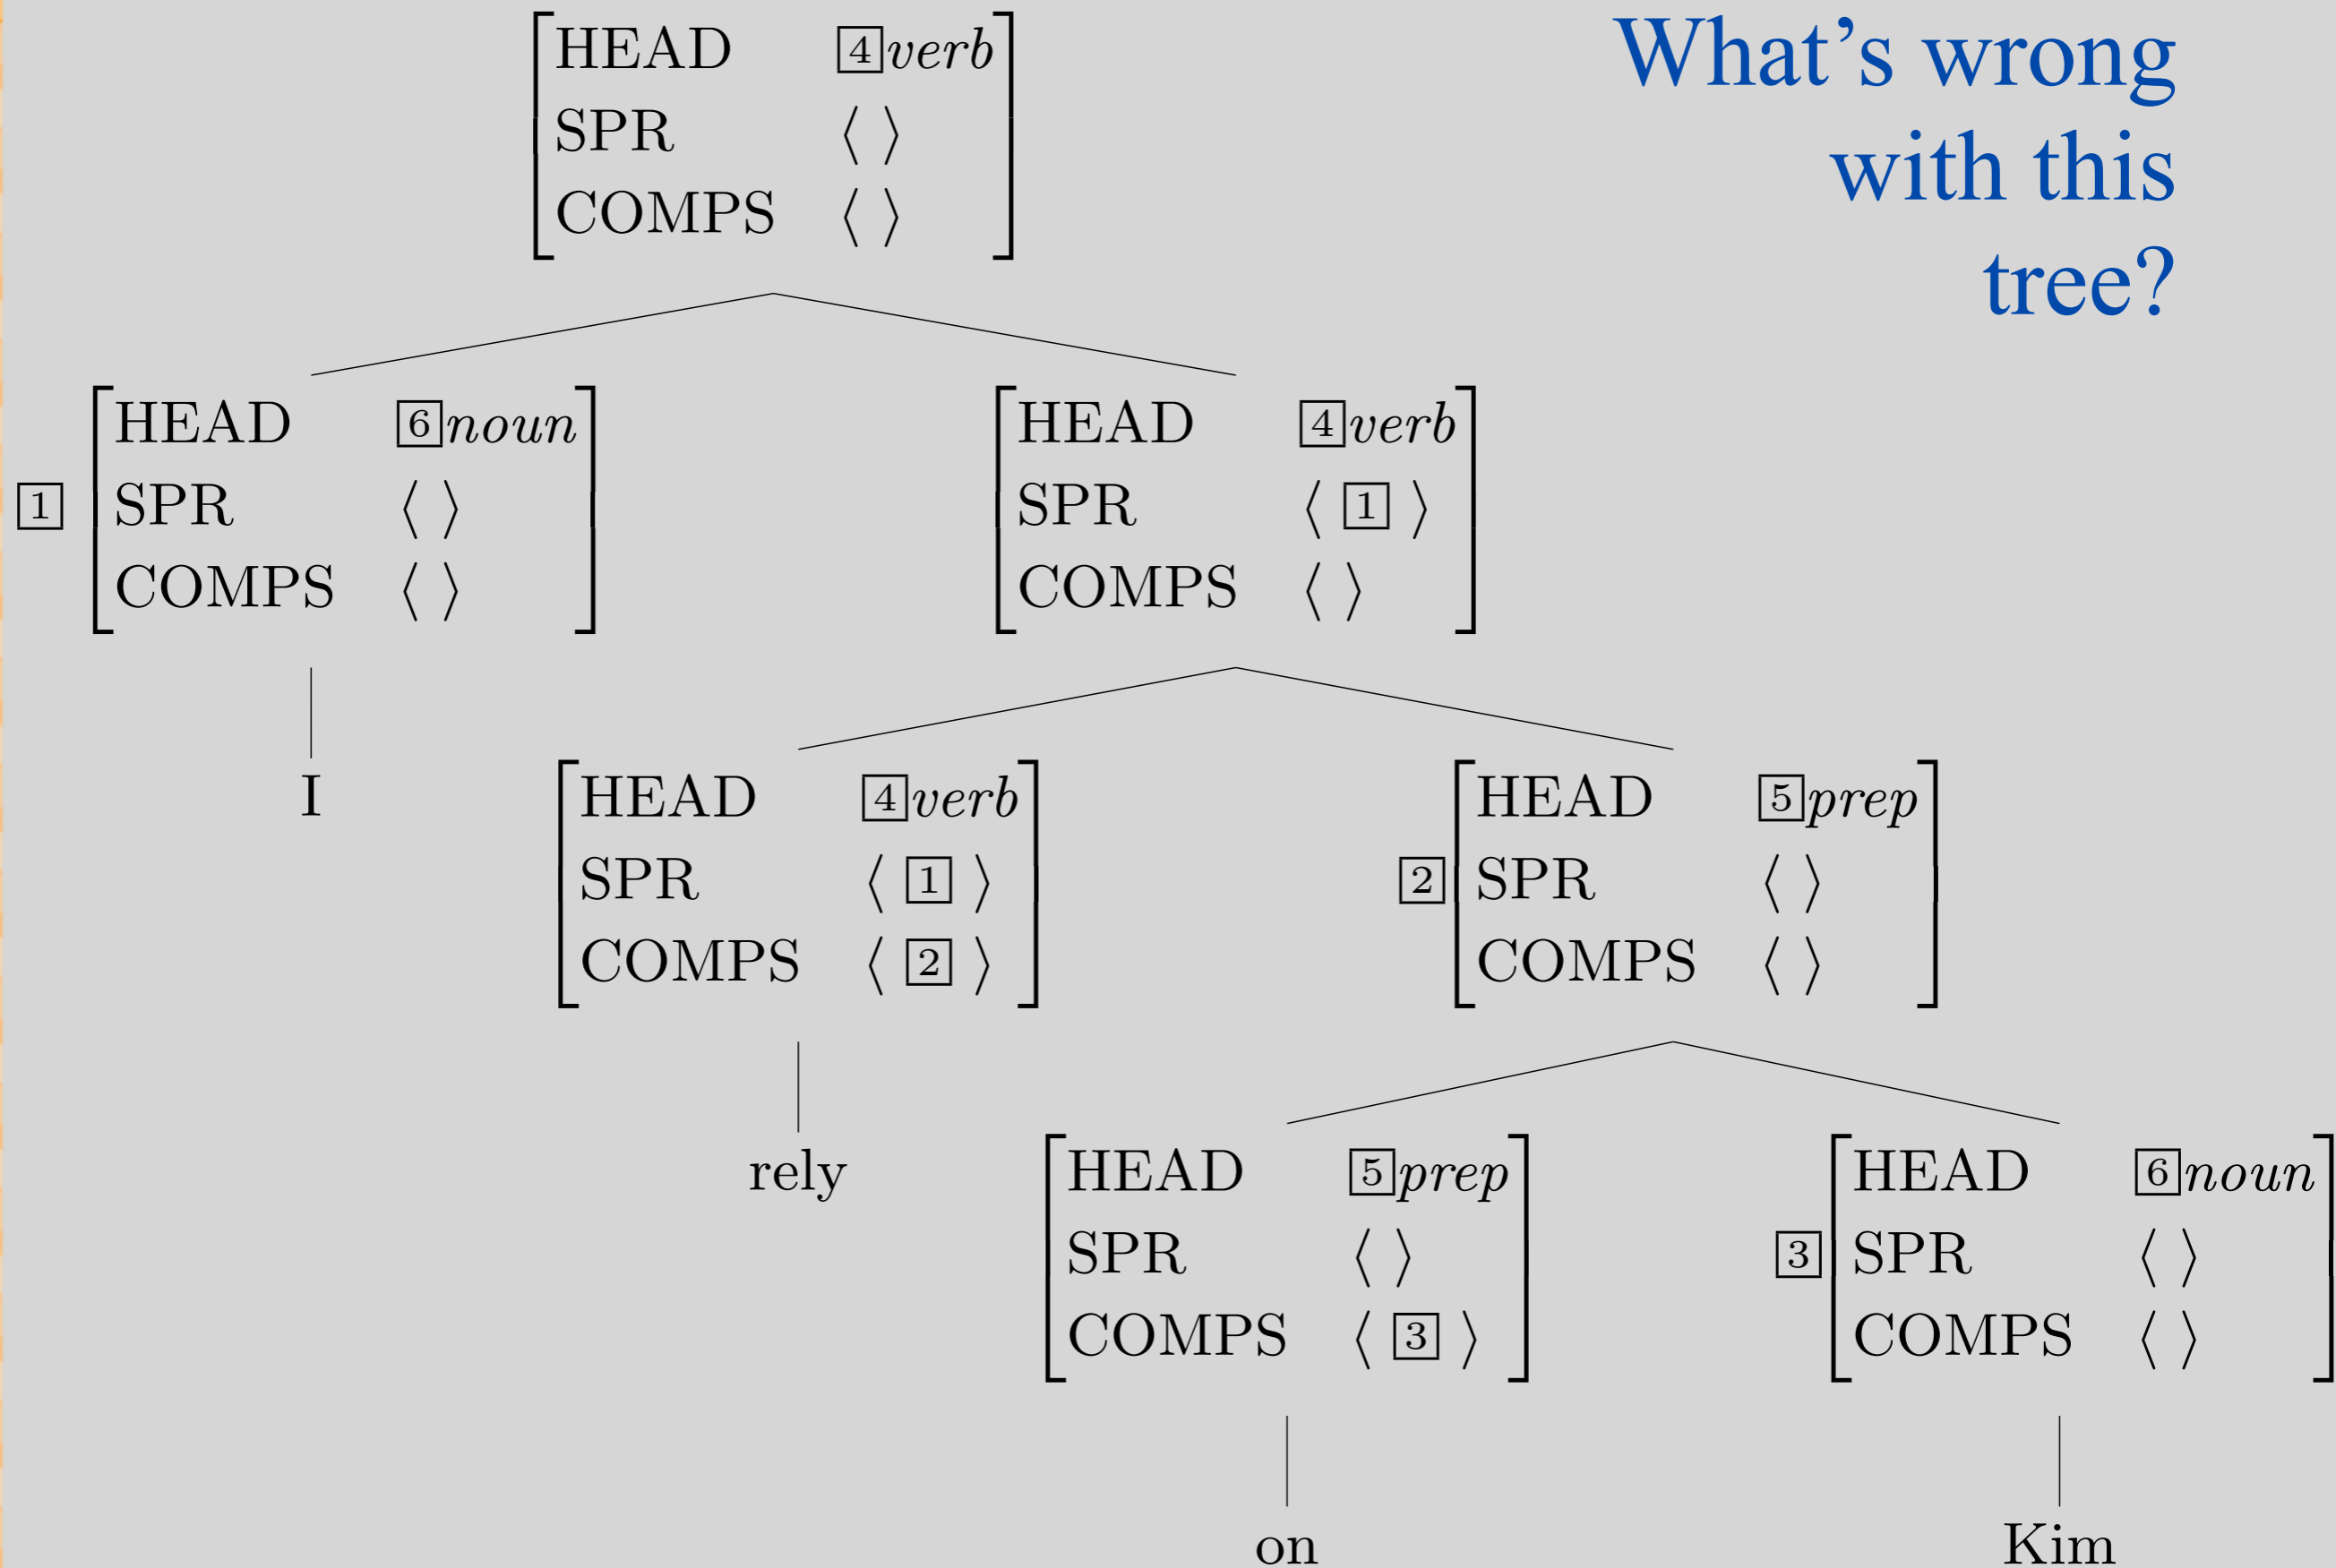 What's wrong
with this
tree?
HEAD 4 verb
SPR ⟨ ⟩
COMPS ⟨ ⟩
1
HEAD 6 noun
SPR ⟨ ⟩
COMPS ⟨ ⟩
HEAD 4 verb
SPR ⟨ 1 ⟩
COMPS ⟨ ⟩
I
HEAD 4 verb
SPR ⟨ 1 ⟩
COMPS ⟨ 2 ⟩
2
HEAD 5 prep
SPR ⟨ ⟩
COMPS ⟨ ⟩
rely
HEAD 5 prep
SPR ⟨ ⟩
COMPS ⟨ 3 ⟩
3
HEAD 6 noun
SPR ⟨ ⟩
COMPS ⟨ ⟩
on
Kim